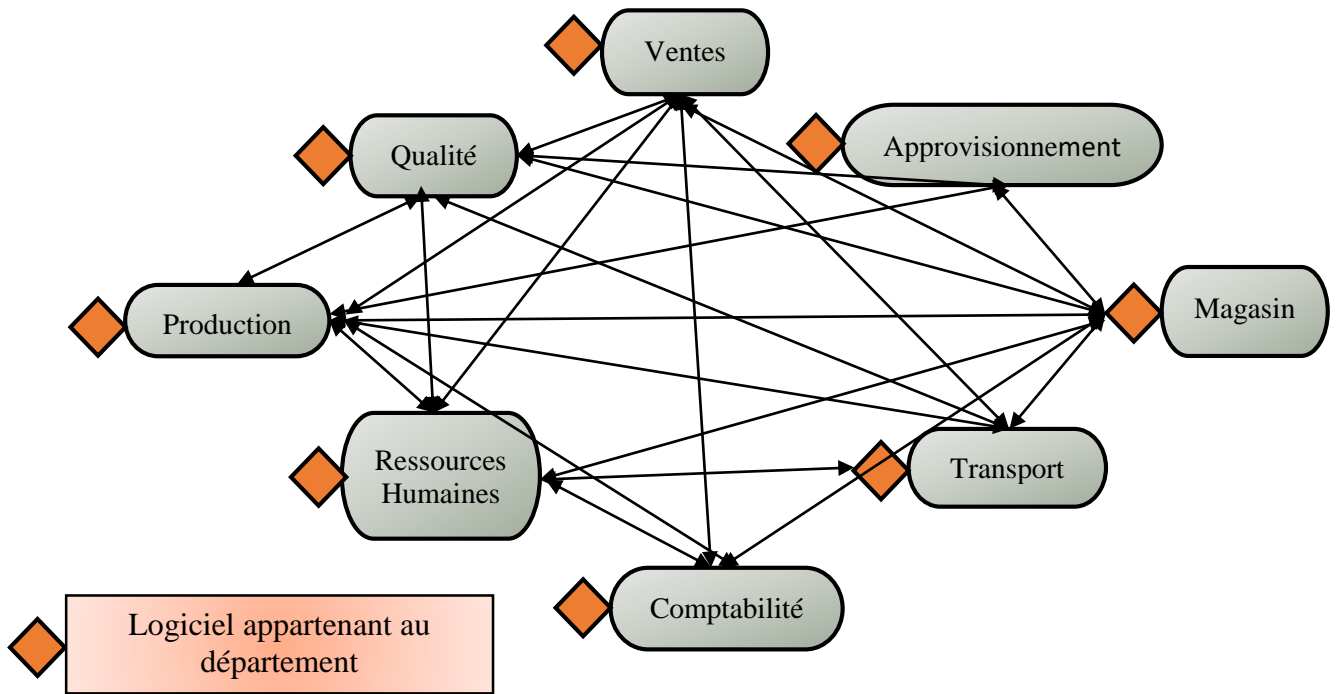 Ventes
Qualité
Approvisionnement
Production
Magasin
Ressources
Humaines
Transport
Comptabilité
Logiciel appartenant au
département